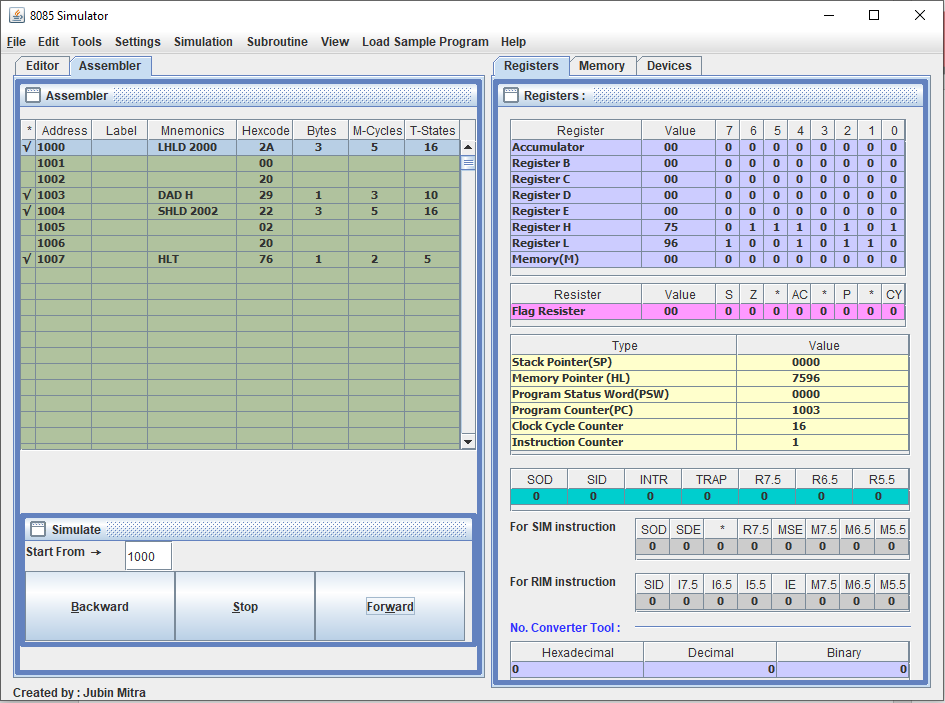 8085 Simulator
File Edit Tools Settings Simulation Subroutine View Load Sample Program Help
Editor Assembler
Assembler
* Address Label Mnemonics Hexcode Bytes M-Cycles T-States
√ 1000 LHLD 2000 2A 3 5 16
1001 00
1002 20
√ 1003 DAD H 29 1 3 10
√ 1004 SHLD 2002 22 3 5 16
1005 02
1006 20
√ 1007 HLT 76 1 2 5
Simulate
Start From → 1000
Backward Stop Forward
Created by : Jubin Mitra
Registers Memory Devices
Registers :
Register Value 7 6 5 4 3 2 1 0
Accumulator 00 0 0 0 0 0 0 0 0
Register B 00 0 0 0 0 0 0 0 0
Register C 00 0 0 0 0 0 0 0 0
Register D 00 0 0 0 0 0 0 0 0
Register E 00 0 0 0 0 0 0 0 0
Register H 75 0 1 1 1 0 1 0 1
Register L 96 1 0 0 1 0 1 1 0
Memory(M) 00 0 0 0 0 0 0 0 0
Resister Value S Z * AC * P * CY
Flag Resister 00 0 0 0 0 0 0 0 0
Type Value
Stack Pointer(SP) 0000
Memory Pointer (HL) 7596
Program Status Word(PSW) 0000
Program Counter(PC) 1003
Clock Cycle Counter 16
Instruction Counter 1
SOD SID INTR TRAP R7.5 R6.5 R5.5
0 0 0 0 0 0 0
For SIM instruction SOD SDE * R7.5 MSE M7.5 M6.5 M5.5
0 0 0 0 0 0 0 0
For RIM instruction SID I7.5 I6.5 I5.5 IE M7.5 M6.5 M5.5
0 0 0 0 0 0 0 0
No. Converter Tool :
Hexadecimal Decimal Binary
0 0 0